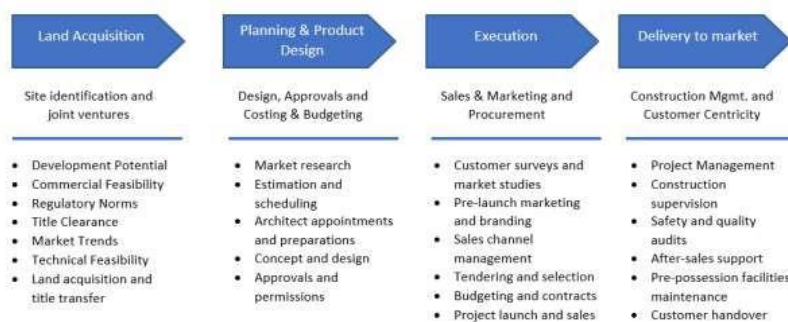 Land Acquisition
Site identification and
joint ventures
• Development Potential
• Commercial Feasibility
• Regulatory Norms
• Title Clearance
• Market Trends
• Technical Feasibility
• Land acquisition and
title transfer
Planning & Product
Design
Design, Approvals and
Costing & Budgeting
• Market research
• Estimation and
scheduling
• Architect appointments
and preparations
• Concept and design
• Approvals and
permissions
Execution
Sales & Marketing and
Procurement
• Customer surveys and
market studies
• Pre-launch marketing
and branding
• Sales channel
management
• Tendering and selection
• Budgeting and contracts
• Project launch and sales
Delivery to market
Construction Mgmt. and
Customer Centricity
• Project Management
• Construction
supervision
• Safety and quality
audits
• After-sales support
• Pre-possession facilities
maintenance
• Customer handover